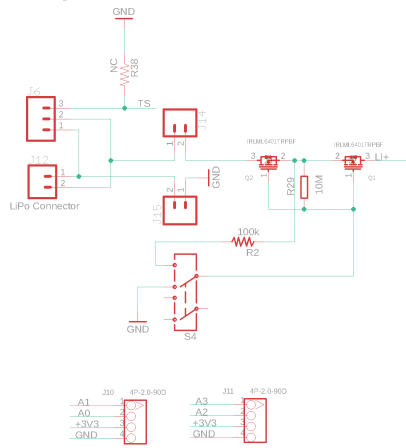 GND
NC
R38
J6
3
2
1
TS
J14
1
2
J12
1
2
LiPo Connector
GND
2
1
J15
IRLML6401TRPBF
3
2
Q2
1
R29
10M
IRLML6401TRPBF
2
3
LI+
1
Q1
100k
R2
GND
S4
J10
4P-2.0-90D
A1
1
A0
2
+3V3
3
GND
4
J11
4P-2.0-90D
A3
1
A2
2
+3V3
3
GND
4